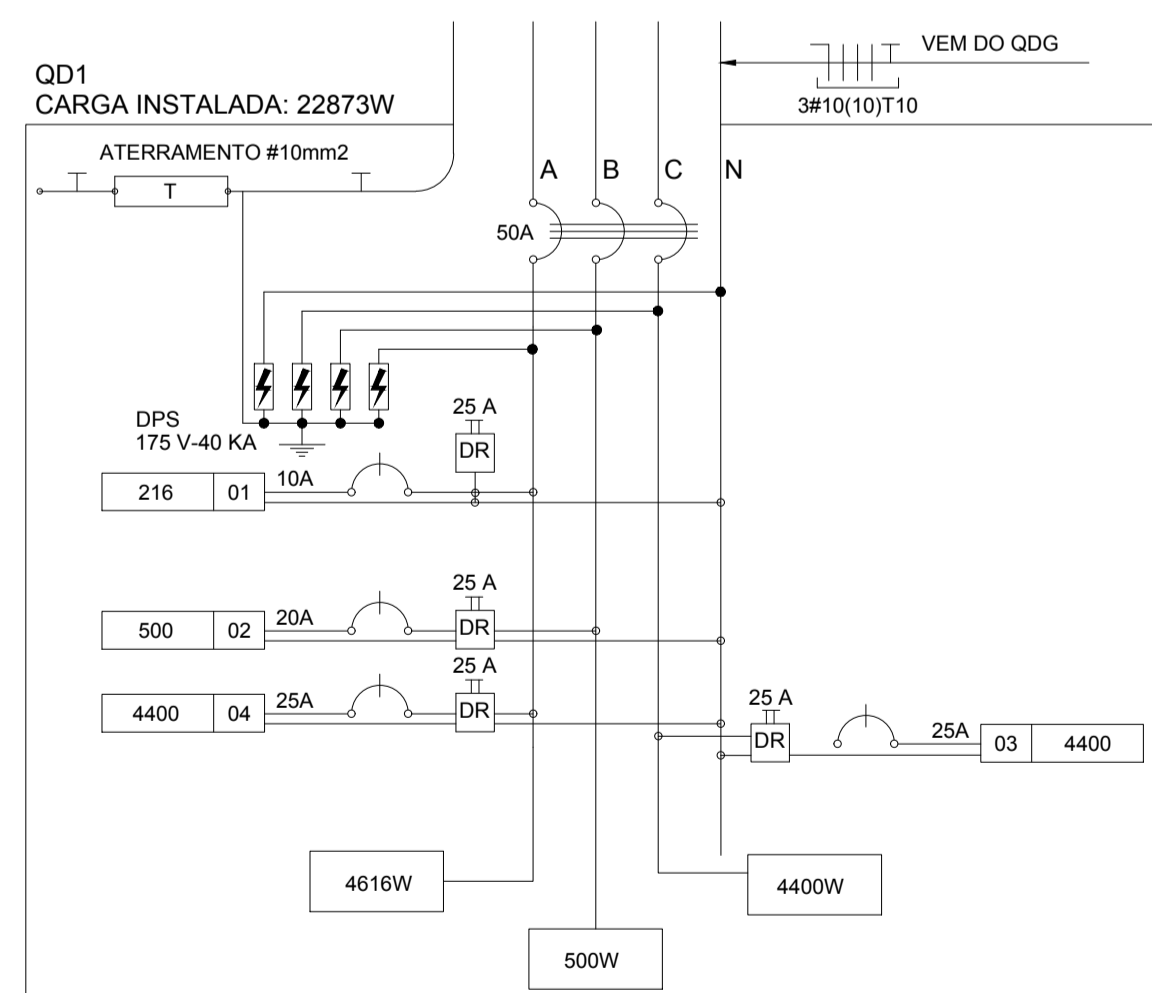 VEM DO QDG
3#10(10)T10
QD1
CARGA INSTALADA: 22873W
ATERRAMENTO #10mm2
T
A
B
C
N
50A
DPS
175 V-40 KA
25 A
DR
216
01
10A
25 A
500
02
20A
DR
25 A
4400
04
25A
DR
25 A
DR
25A
03
4400
4616W
4400W
500W